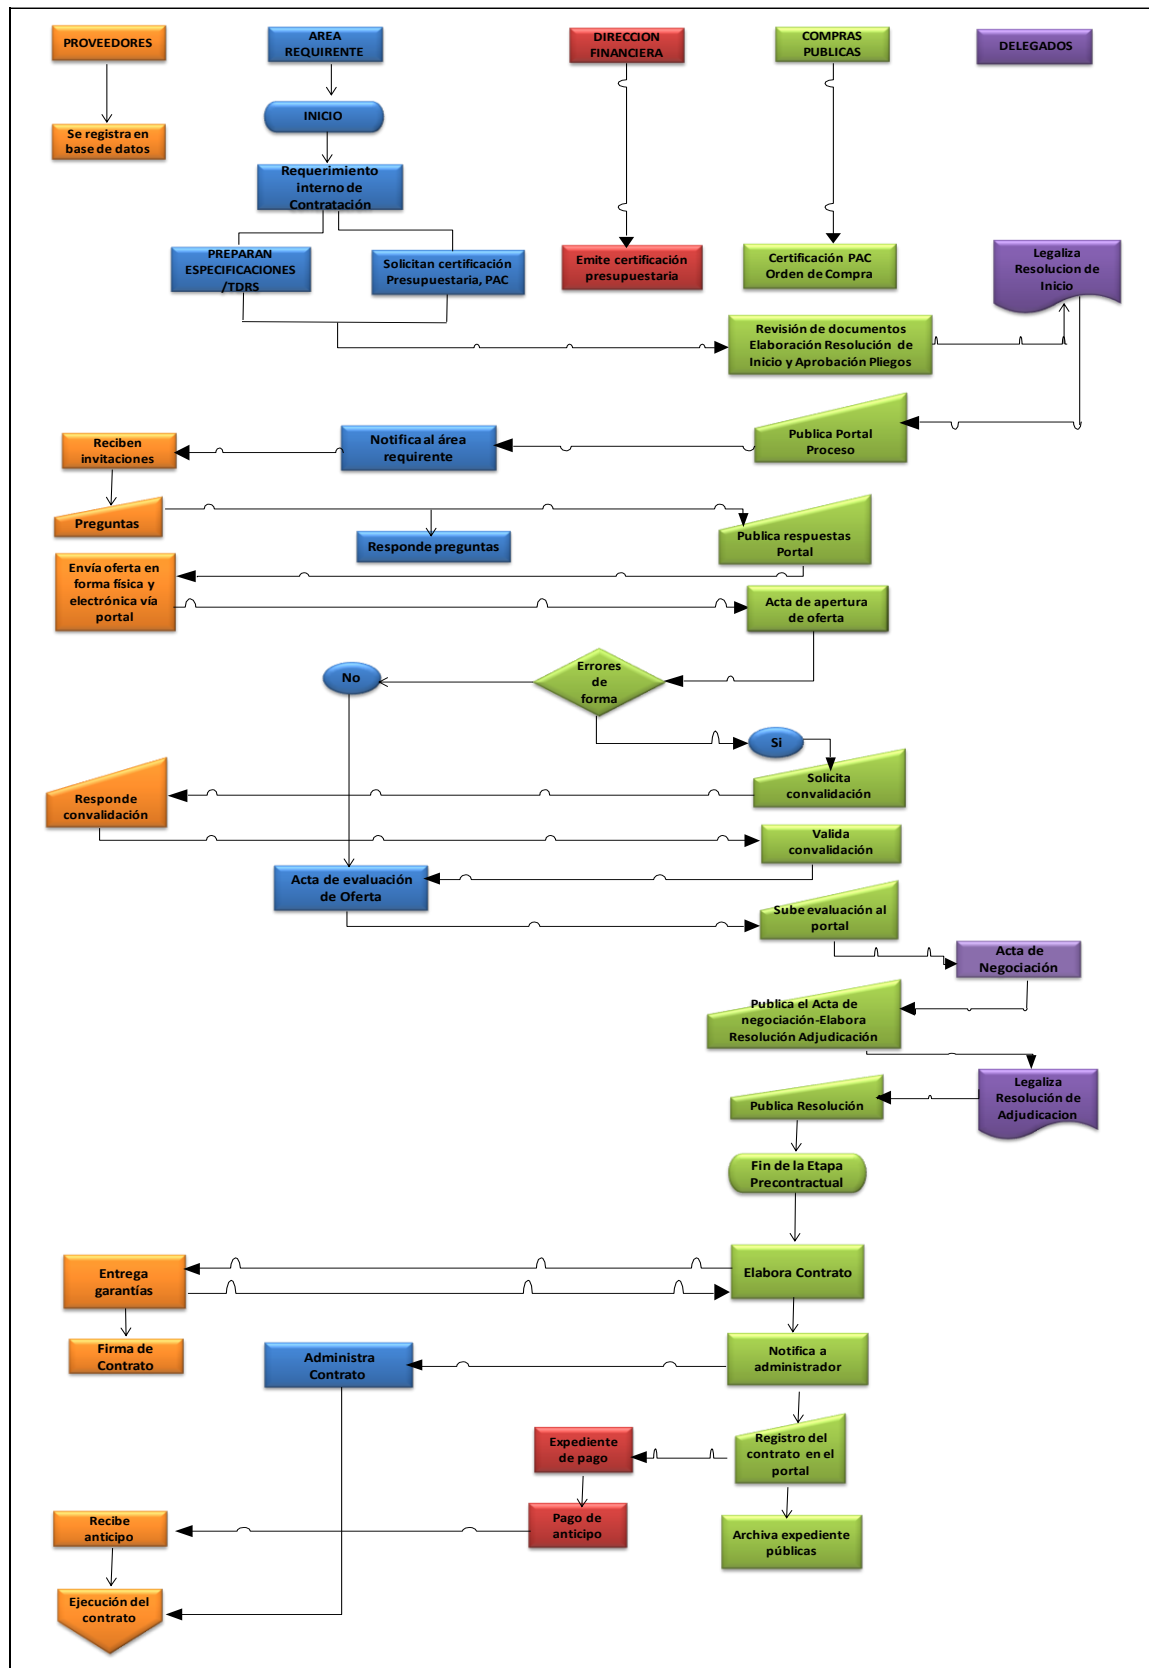 PROVEEDORES
AREA
REQUIRENTE
DIRECCION
FINANCIERA
COMPRAS
PUBLICAS
DELEGADOS
INICIO
Se registra en
base de datos
Requerimiento
interno de
Contratación
PREPARAN
ESPECIFICACIONES
/TDRS
Solicitan certificación
Presupuestaria, PAC
Emite certificación
presupuestaria
Certificación PAC
Orden de Compra
Legaliza
Resolucion de
Inicio
Revisión de documentos
Elaboración Resolución de
Inicio y Aprobación Pliegos
Reciben
invitaciones
Notifica al área
requirente
Publica Portal
Proceso
Preguntas
Responde preguntas
Publica respuestas
Portal
Envía oferta en
forma física y
electrónica vía
portal
Acta de apertura
de oferta
No
Errores
de
forma
Si
Solicita
convalidación
Responde
convalidación
Valida
convalidación
Acta de evaluación
de Oferta
Sube evaluación al
portal
Acta de
Negociación
Publica el Acta de
negociación-Elabora
Resolución Adjudicación
Legaliza
Resolución de
Adjudicacion
Publica Resolución
Fin de la Etapa
Precontractual
Entrega
garantías
Elabora Contrato
Firma de
Contrato
Administra
Contrato
Notifica a
administrador
Expediente
de pago
Registro del
contrato en el
portal
Recibe
anticipo
Pago de
anticipo
Archiva expediente
públicas
Ejecución del
contrato